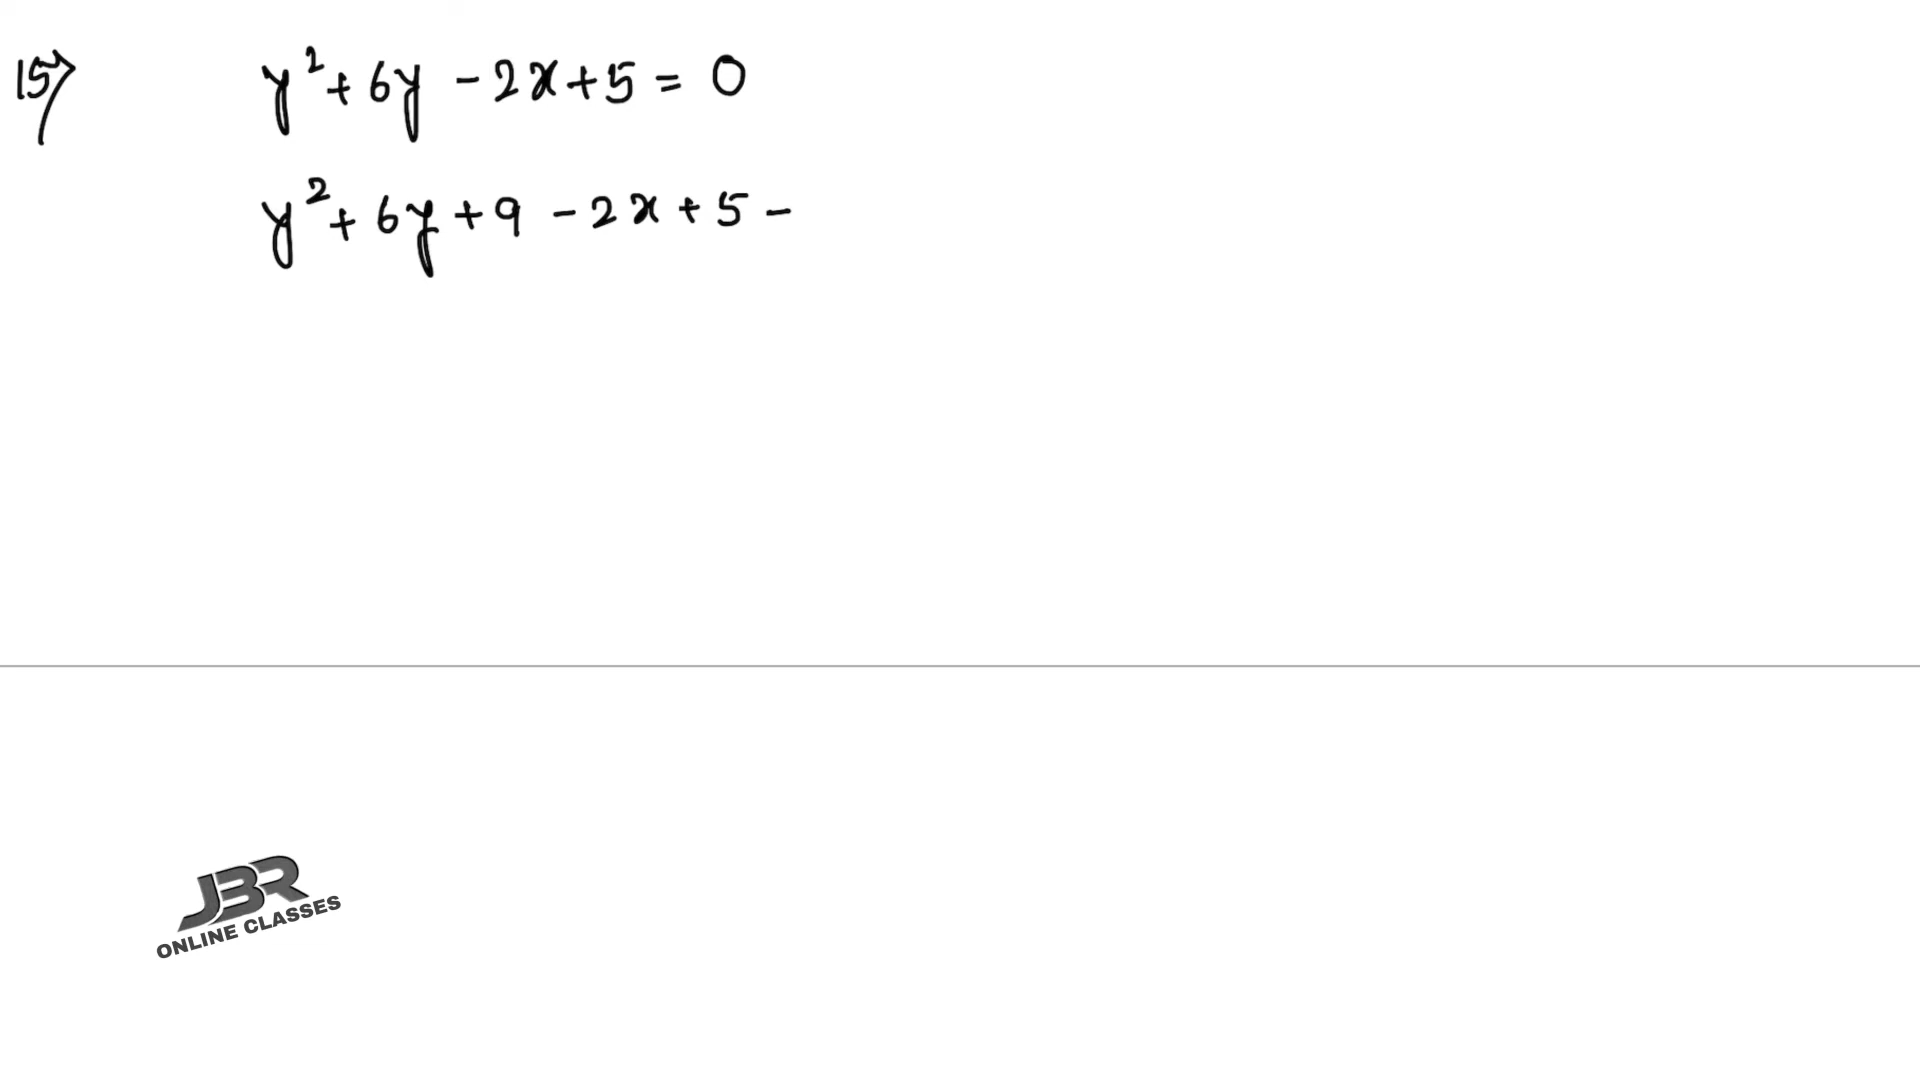 15) y² + 6y - 2x + 5 = 0
y² + 6y + 9 - 2x + 5 -
JBR
ONLINE CLASSES